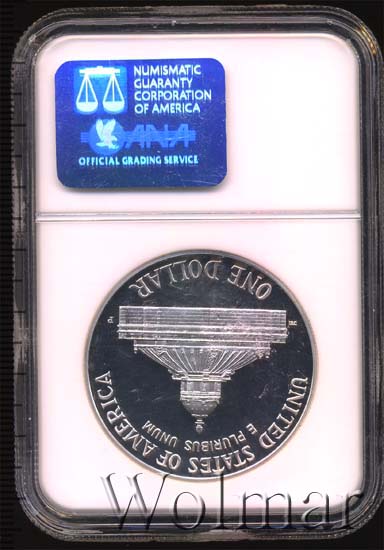 NUMISMATIC
GUARANTY
CORPORATION
OF AMERICA
ANA
OFFICIAL GRADING SERVICE
UNITED STATES OF AMERICA
E PLURIBUS UNUM
ONE DOLLAR
Wolmar